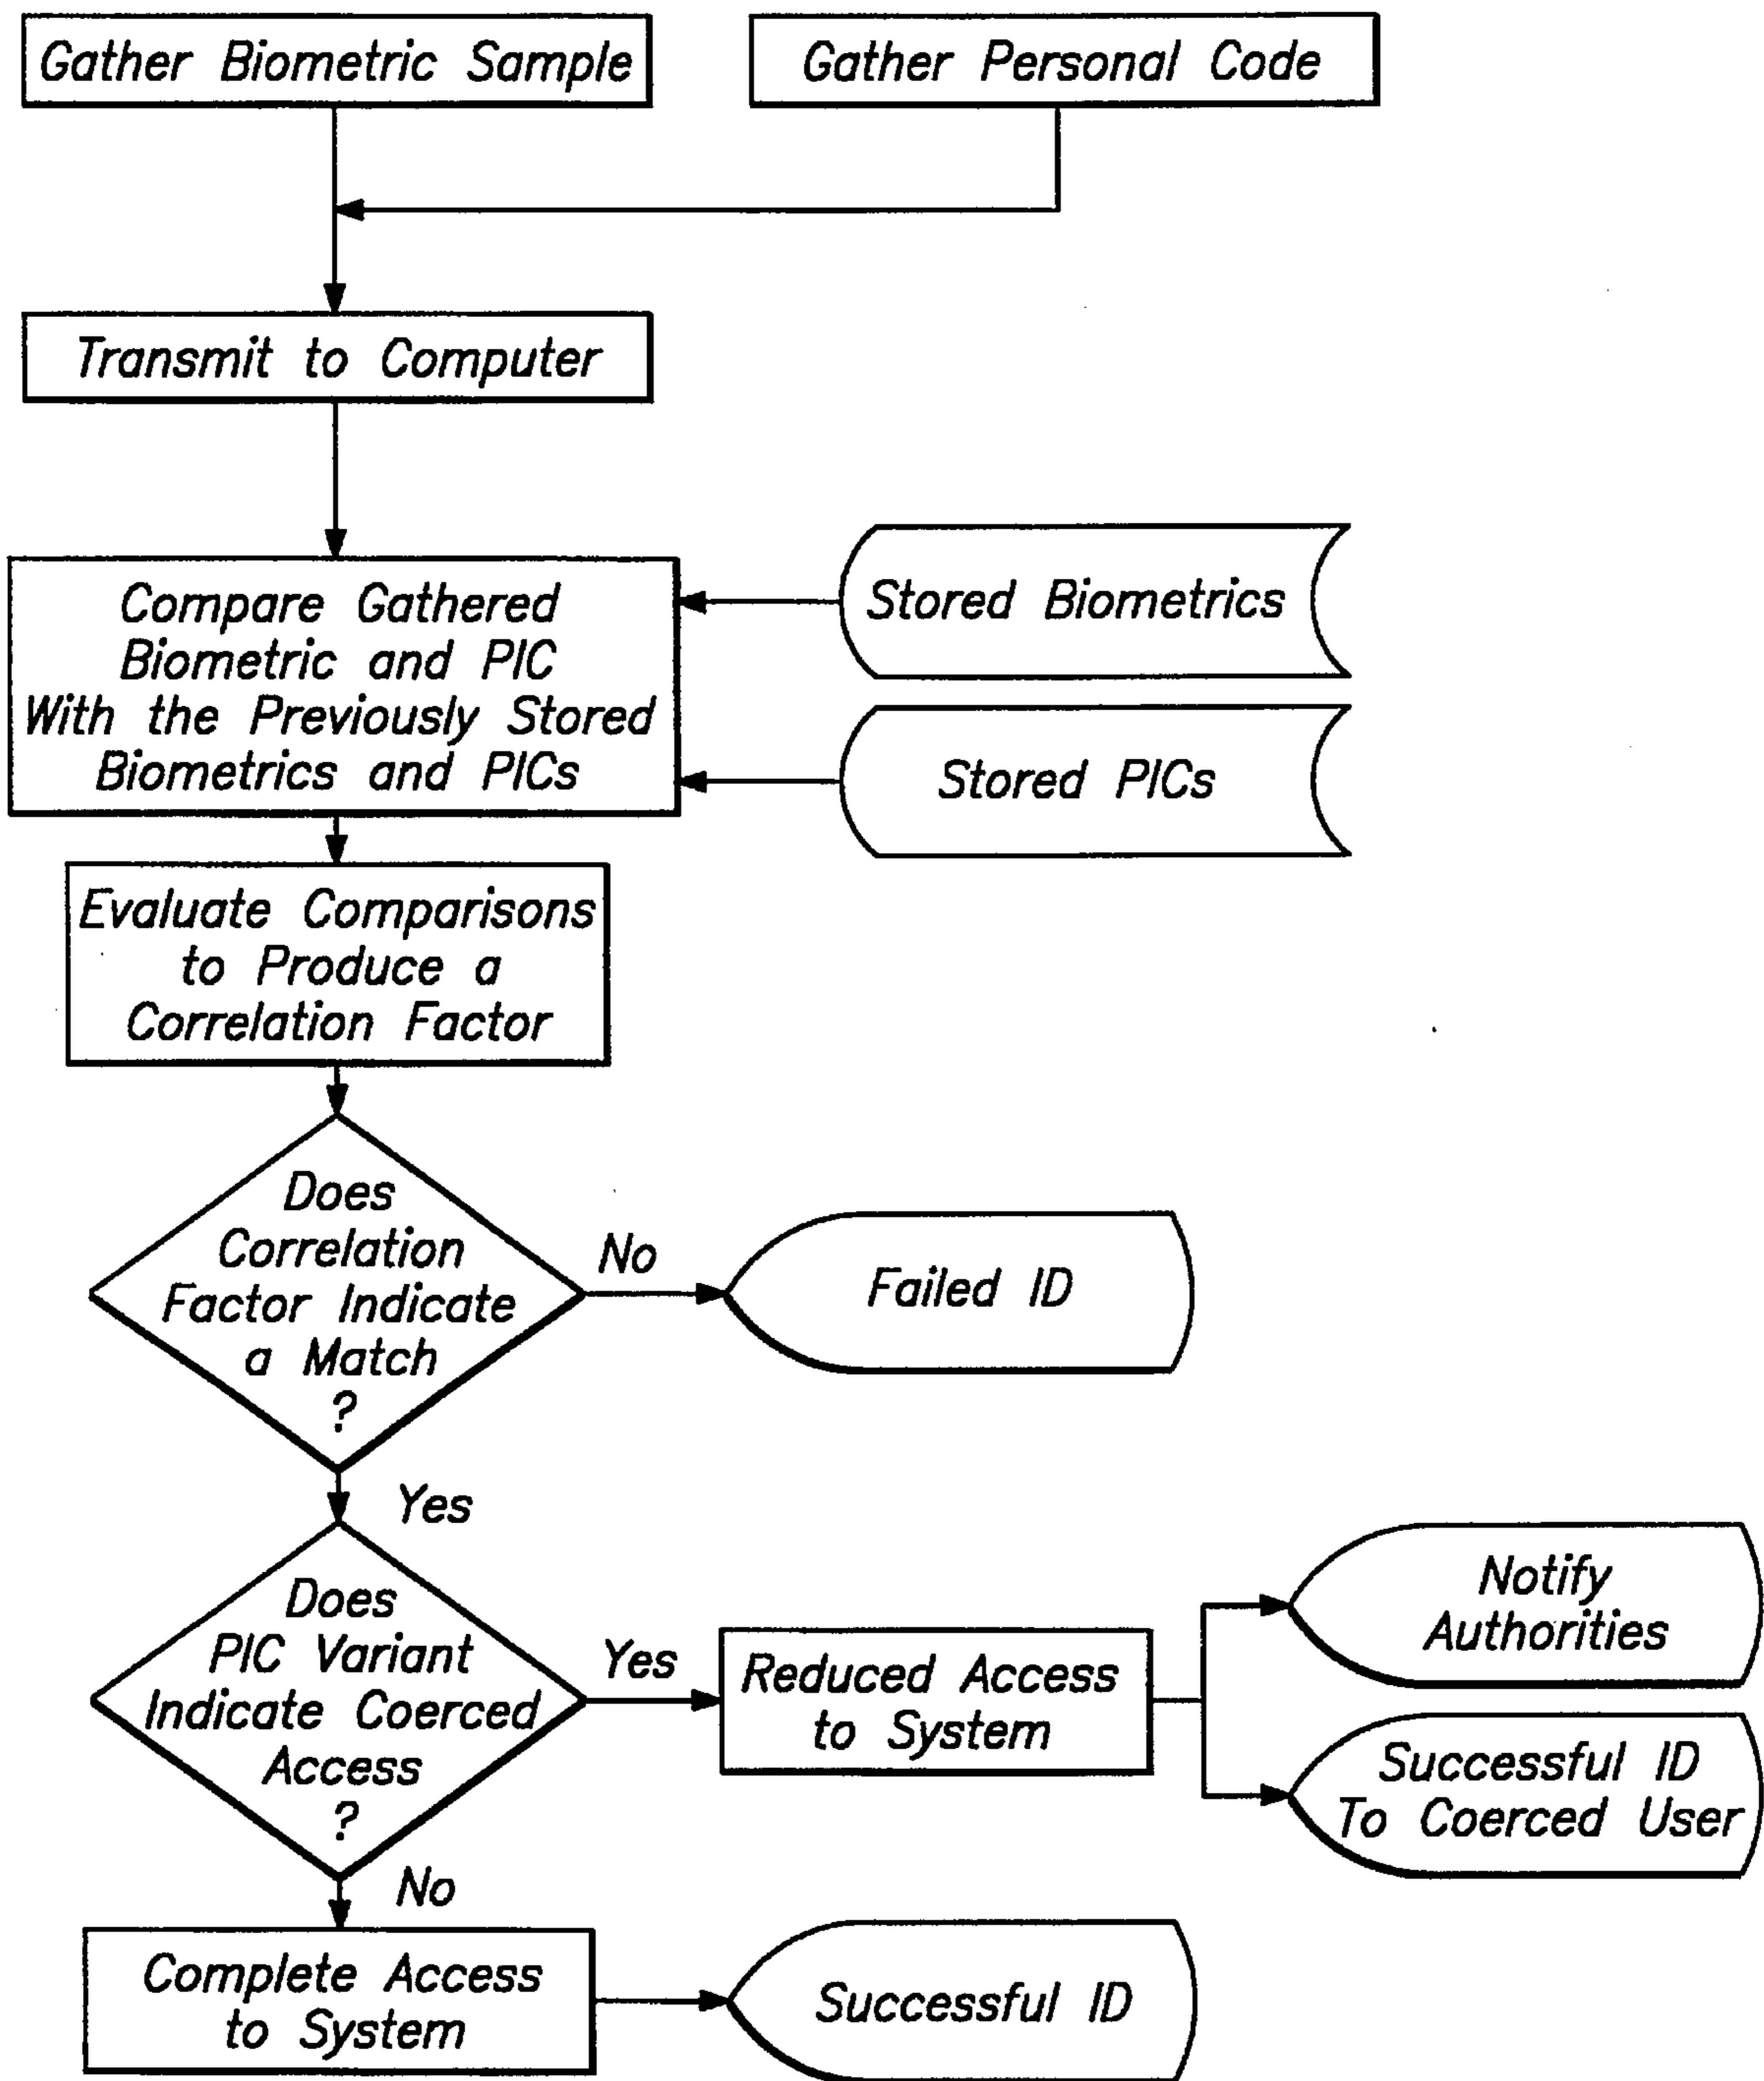 Gather Biometric Sample
Gather Personal Code
Transmit to Computer
Compare Gathered
Biometric and PIC
With the Previously Stored
Biometrics and PICs
Stored Biometrics
Stored PICs
Evaluate Comparisons
to Produce a
Correlation Factor
Does
Correlation
Factor Indicate
a Match
?
No
Failed ID
Yes
Does
PIC Variant
Indicate Coerced
Access
?
Yes
Reduced Access
to System
Notify
Authorities
Successful ID
To Coerced User
No
Complete Access
to System
Successful ID